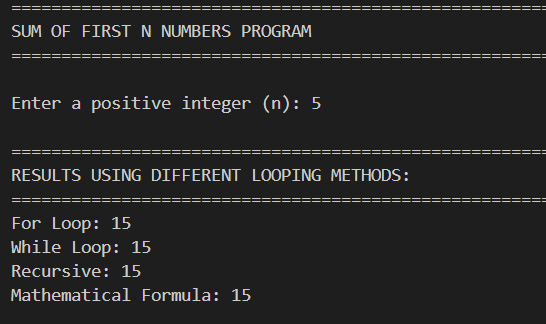 ======================================================
SUM OF FIRST N NUMBERS PROGRAM
======================================================
Enter a positive integer (n): 5
======================================================
RESULTS USING DIFFERENT LOOPING METHODS:
======================================================
For Loop: 15
While Loop: 15
Recursive: 15
Mathematical Formula: 15